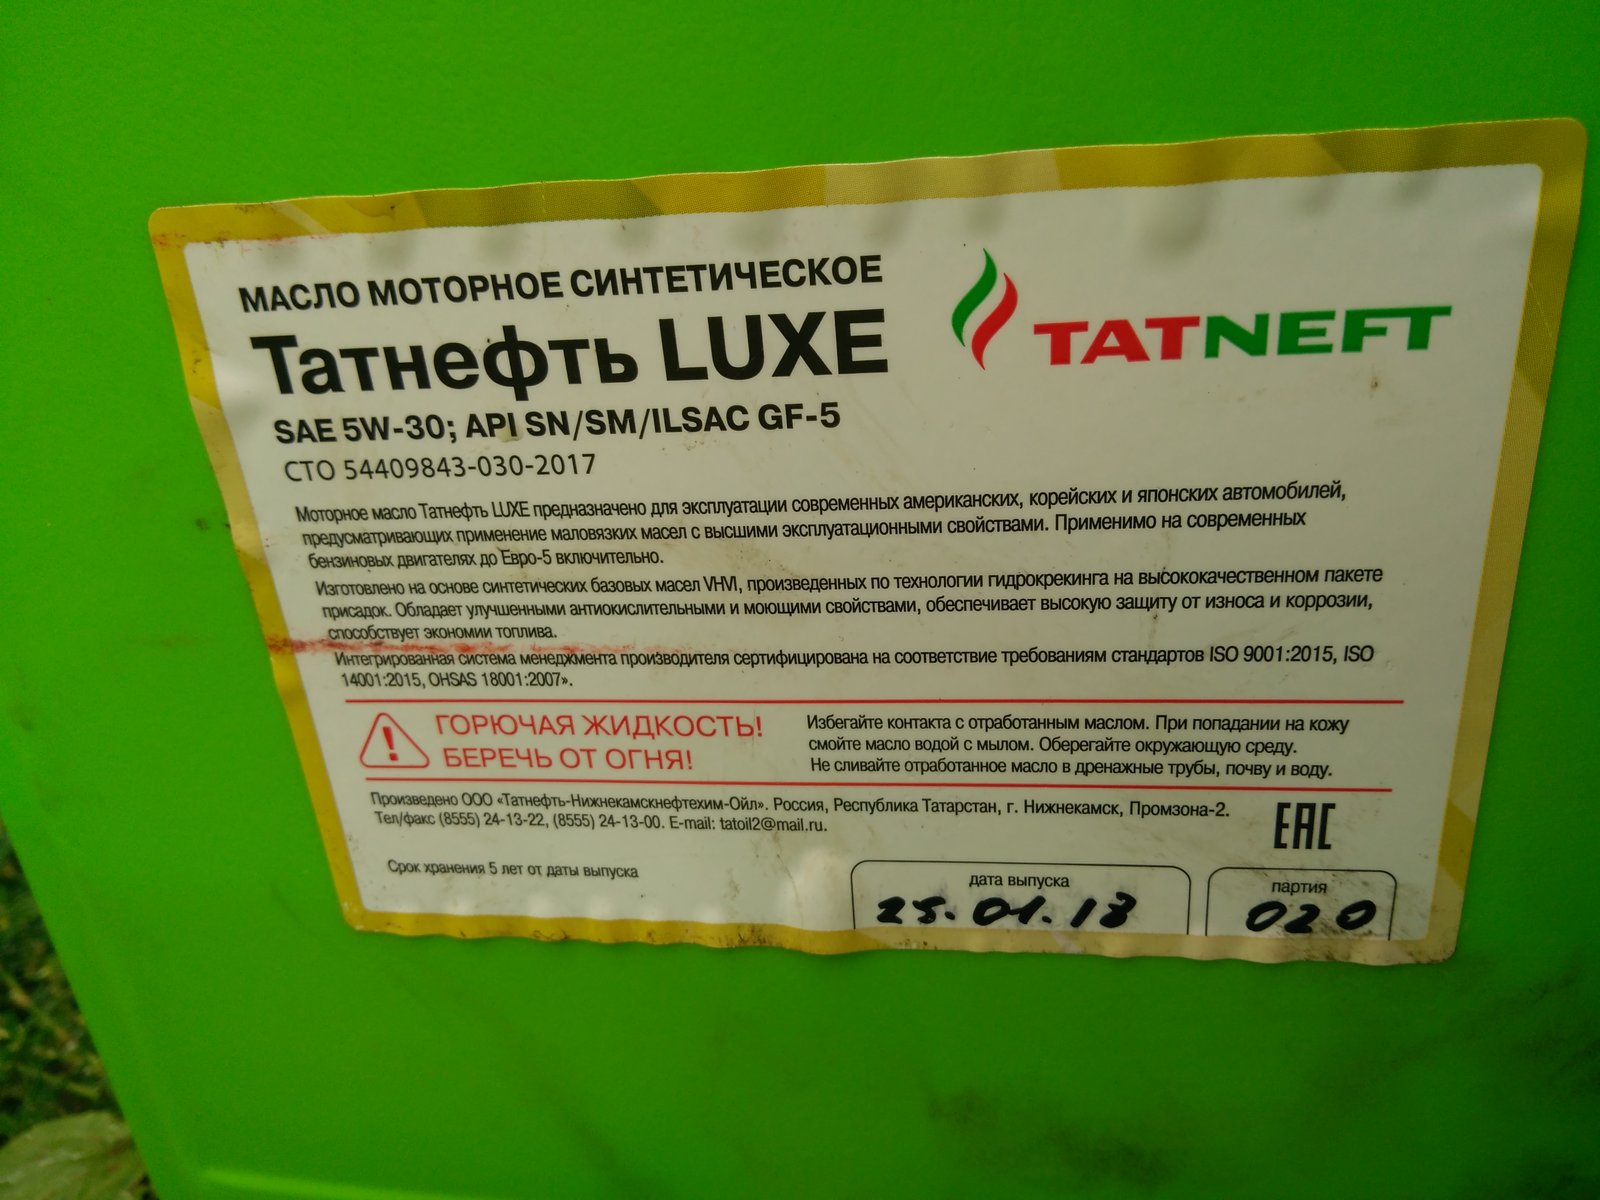 МАСЛО МОТОРНОЕ СИНТЕТИЧЕСКОЕ
Татнефть LUXE
TATNEFT
SAE 5W-30; API SN/SM/ILSAC GF-5
СТО 54409843-030-2017
Моторное масло Татнефть LUXE предназначено для эксплуатации современных американских, корейских и японских автомобилей,
предусматривающих применение маловязких масел с высшими эксплуатационными свойствами. Применимо на современных
бензиновых двигателях до Евро-5 включительно.
Изготовлено на основе синтетических базовых масел VHVI, произведенных по технологии гидрокрекинга на высококачественном пакете
присадок. Обладает улучшенными антиокислительными и моющими свойствами, обеспечивает высокую защиту от износа и коррозии,
способствует экономии топлива.
Интегрированная система менеджмента производителя сертифицирована на соответствие требованиям стандартов ISO 9001:2015, ISO
14001:2015, OHSAS 18001:2007».
ГОРЮЧАЯ ЖИДКОСТЬ!
БЕРЕЧЬ ОТ ОГНЯ!
Избегайте контакта с отработанным маслом. При попадании на кожу
смойте масло водой с мылом. Оберегайте окружающую среду.
Не сливайте отработанное масло в дренажные трубы, почву и воду.
Произведено ООО «Татнефть-Нижнекамскнефтехим-Ойл». Россия, Республика Татарстан, г. Нижнекамск, Промзона-2.
Тел/факс (8555) 24-13-22, (8555) 24-13-00. E-mail: tatoil2@mail.ru.
EAC
Срок хранения 5 лет от даты выпуска
дата выпуска
25.01.18
партия
020